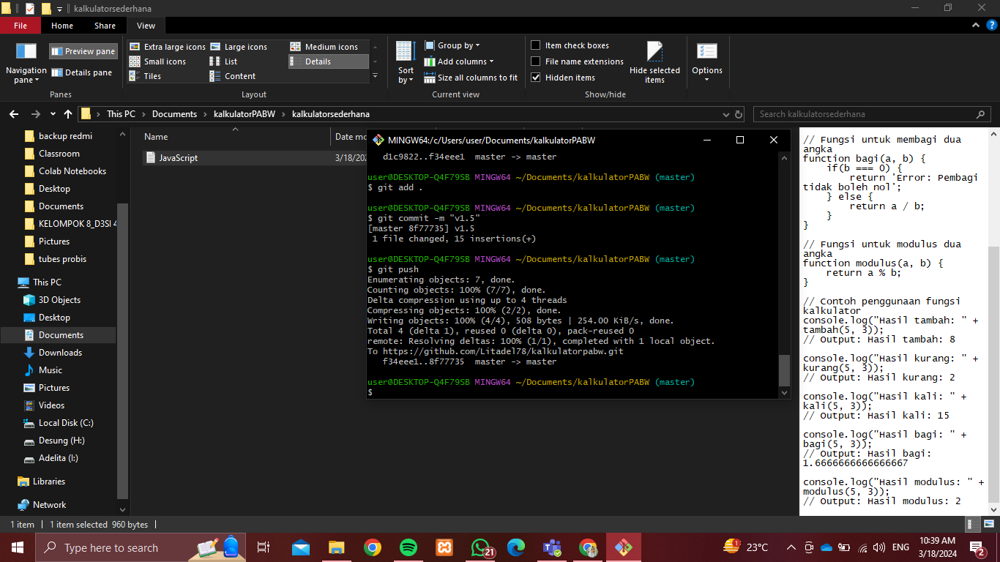 kalkulatorsederhana
File Home Share View
Navigation pane
Preview pane
Details pane
Panes
Extra large icons Large icons Medium icons
Small icons List Details
Tiles Content
Layout
Sort by
Group by
Add columns
Size all columns to fit
Current view
Item check boxes
File name extensions
Hidden items
Hide selected items
Show/hide
Options
This PC › Documents › kalkulatorPABW › kalkulatorsederhana
Search kalkulatorsederhana
backup redmi
Classroom
Colab Notebooks
Desktop
Documents
KELOMPOK 8_D3SI 4
Pictures
tubes probis
This PC
3D Objects
Desktop
Documents
Downloads
Music
Pictures
Videos
Local Disk (C:)
Desung (H:)
Adelita (I:)
Libraries
Network
Name Date mo
JavaScript 3/18/202
MINGW64:/c/Users/user/Documents/kalkulatorPABW
d1c9822..f34eee1 master -> master
user@DESKTOP-Q4F79SB MINGW64 ~/Documents/kalkulatorPABW (master)
$ git add .
user@DESKTOP-Q4F79SB MINGW64 ~/Documents/kalkulatorPABW (master)
$ git commit -m "v1.5"
[master 8f77735] v1.5
1 file changed, 15 insertions(+)
user@DESKTOP-Q4F79SB MINGW64 ~/Documents/kalkulatorPABW (master)
$ git push
Enumerating objects: 7, done.
Counting objects: 100% (7/7), done.
Delta compression using up to 4 threads
Compressing objects: 100% (2/2), done.
Writing objects: 100% (4/4), 508 bytes | 254.00 KiB/s, done.
Total 4 (delta 1), reused 0 (delta 0), pack-reused 0
remote: Resolving deltas: 100% (1/1), completed with 1 local object.
To https://github.com/Litadel78/kalkulatorpabw.git
f34eee1..8f77735 master -> master
user@DESKTOP-Q4F79SB MINGW64 ~/Documents/kalkulatorPABW (master)
$
// Fungsi untuk membagi dua
angka
function bagi(a, b) {
if(b === 0) {
return 'Error: Pembagi
tidak boleh nol';
} else {
return a / b;
}
}
// Fungsi untuk modulus dua
angka
function modulus(a, b) {
return a % b;
}
// Contoh penggunaan fungsi
kalkulator
console.log("Hasil tambah: " +
tambah(5, 3));
// Output: Hasil tambah: 8
console.log("Hasil kurang: " +
kurang(5, 3));
// Output: Hasil kurang: 2
console.log("Hasil kali: " +
kali(5, 3));
// Output: Hasil kali: 15
console.log("Hasil bagi: " +
bagi(5, 3));
// Output: Hasil bagi:
1.6666666666666667
console.log("Hasil modulus: " +
modulus(5, 3));
// Output: Hasil modulus: 2
1 item 1 item selected 960 bytes
Type here to search
21
1
23°C
ENG
10:39 AM
3/18/2024
2